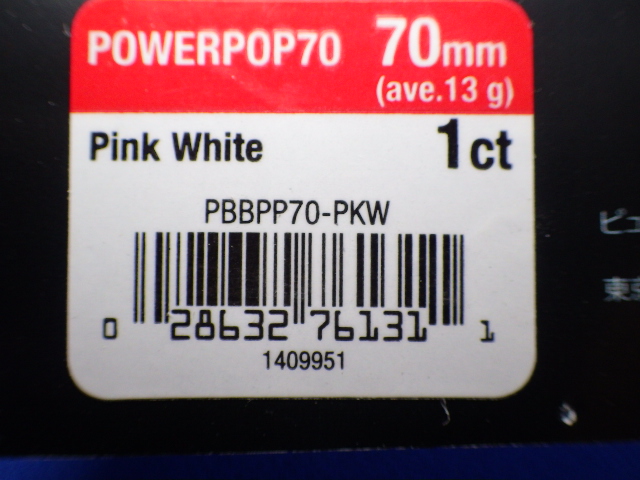 POWERPOP70 70mm
(ave.13 g)
Pink White 1ct
PBBPP70-PKW
0 28632 76131 1
1409951